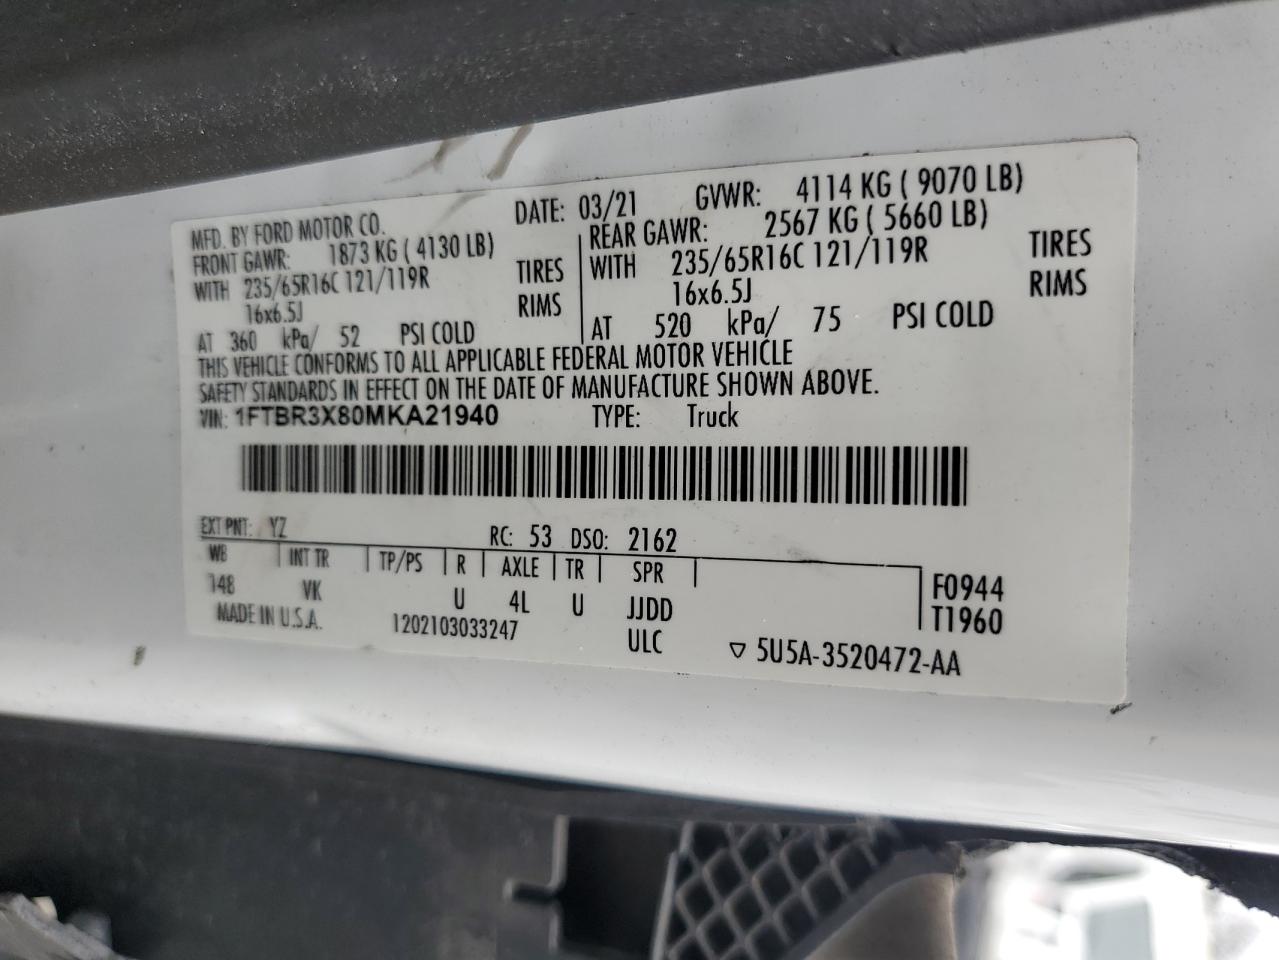 MFD. BY FORD MOTOR CO. DATE: 03/21 GVWR: 4114 KG ( 9070 LB)
FRONT GAWR: 1873 KG ( 4130 LB) REAR GAWR: 2567 KG ( 5660 LB)
WITH 235/65R16C 121/119R TIRES WITH 235/65R16C 121/119R TIRES
16x6.5J RIMS 16x6.5J RIMS
AT 360 kPa/ 52 PSI COLD AT 520 kPa/ 75 PSI COLD
THIS VEHICLE CONFORMS TO ALL APPLICABLE FEDERAL MOTOR VEHICLE
SAFETY STANDARDS IN EFFECT ON THE DATE OF MANUFACTURE SHOWN ABOVE.
VIN: 1FTBR3X80MKA21940 TYPE: Truck
EXT PNT: YZ RC: 53 DSO: 2162
WB INT TR TP/PS R AXLE TR SPR
148 VK U 4L U JJDD F0944
MADE IN U.S.A. 1202103033247 ULC T1960
▽ 5U5A-3520472-AA